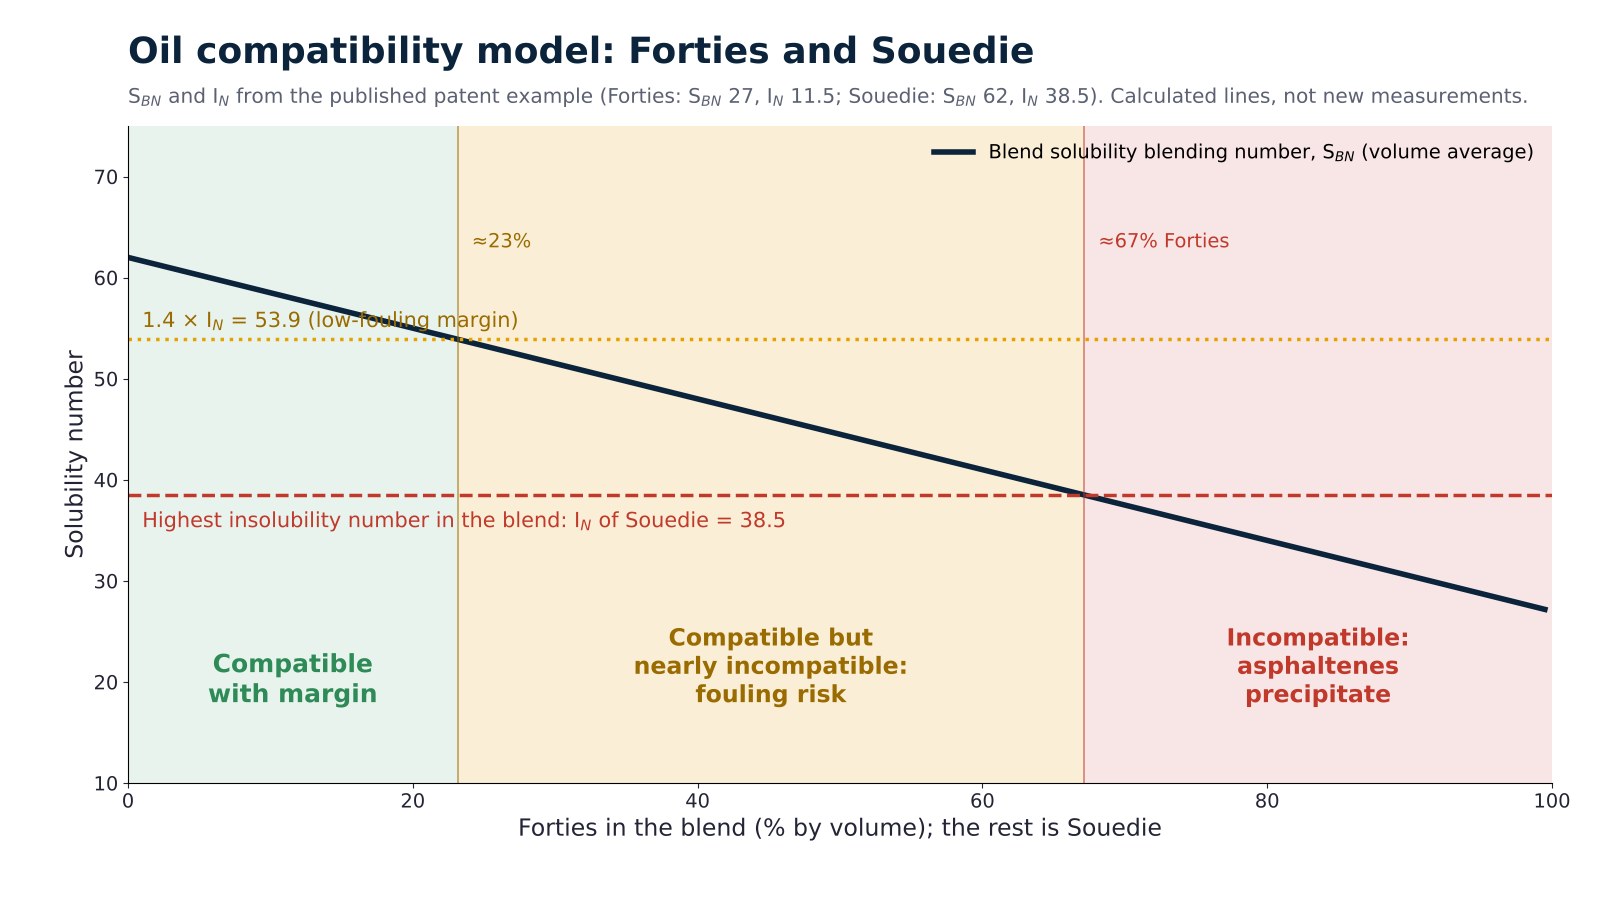 Oil compatibility model: Forties and Souedie
S_BN and I_N from the published patent example (Forties: S_BN 27, I_N 11.5; Souedie: S_BN 62, I_N 38.5). Calculated lines, not new measurements.
Blend solubility blending number, S_BN (volume average)
70
≈23%
≈67% Forties
60
1.4 × I_N = 53.9 (low-fouling margin)
50
Solubility number
40
Highest insolubility number in the blend: I_N of Souedie = 38.5
30
Compatible
with margin
Compatible but
nearly incompatible:
fouling risk
Incompatible:
asphaltenes
precipitate
20
10
0 20 40 60 80 100
Forties in the blend (% by volume); the rest is Souedie